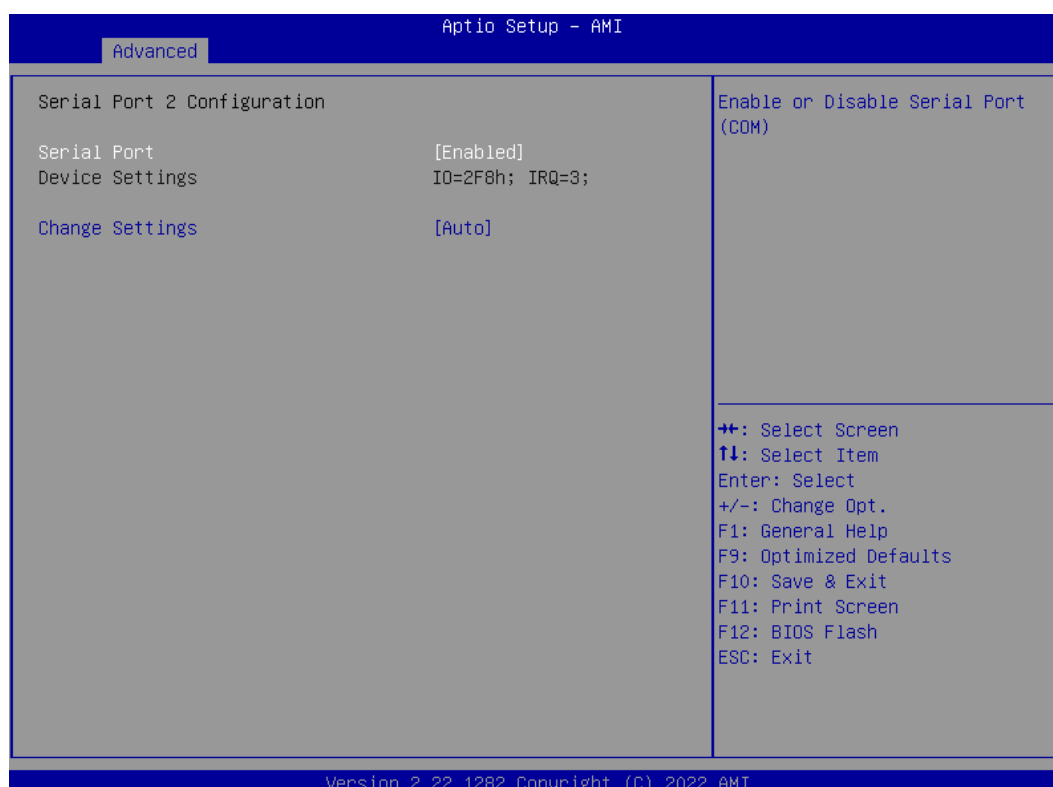 Aptio Setup – AMI
Advanced
Serial Port 2 Configuration
Serial Port [Enabled]
Device Settings IO=2F8h; IRQ=3;
Change Settings [Auto]
Enable or Disable Serial Port
(COM)
→←: Select Screen
↑↓: Select Item
Enter: Select
+/-: Change Opt.
F1: General Help
F9: Optimized Defaults
F10: Save & Exit
F11: Print Screen
F12: BIOS Flash
ESC: Exit
Version 2.22.1282 Copyright (C) 2022 AMI